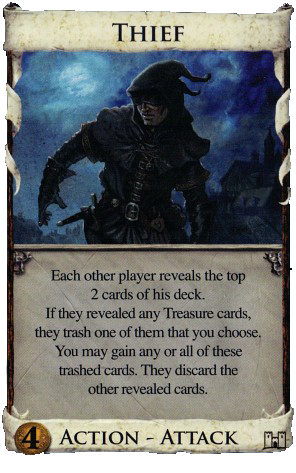 THIEF
Each other player reveals the top
2 cards of his deck.
If they revealed any Treasure cards,
they trash one of them that you choose.
You may gain any or all of these
trashed cards. They discard the
other revealed cards.
4 ACTION - ATTACK